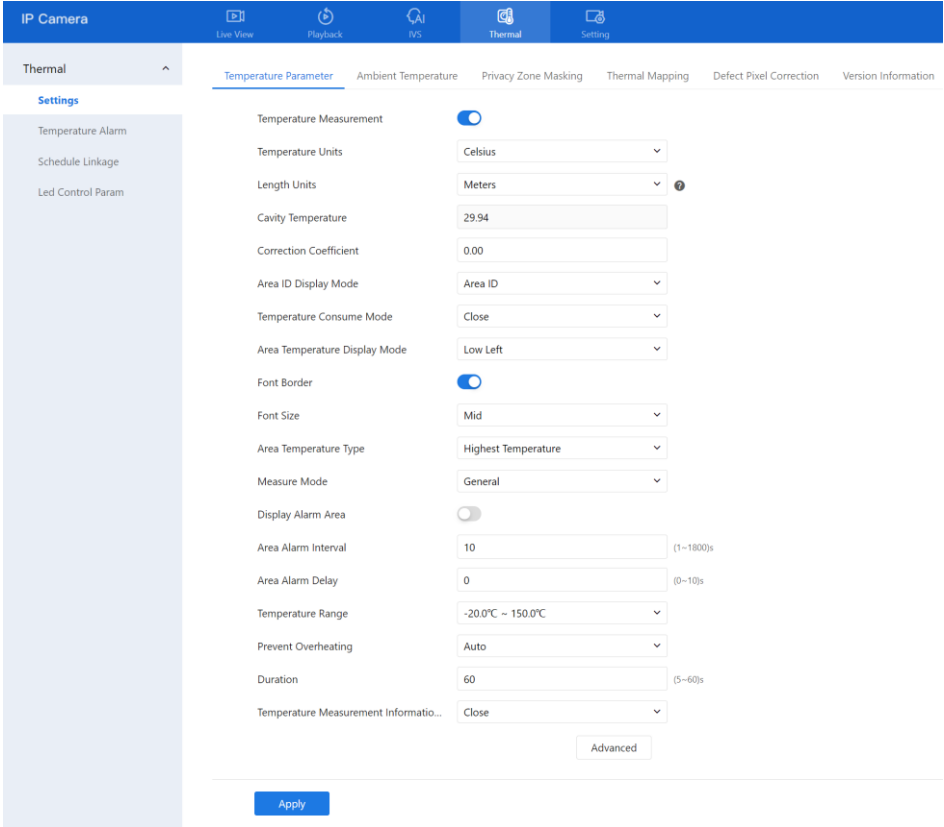 IP Camera
Live View
Playback
AI
IVS
Thermal
Setting
Thermal
Settings
Temperature Alarm
Schedule Linkage
Led Control Param
Temperature Parameter Ambient Temperature Privacy Zone Masking Thermal Mapping Defect Pixel Correction Version Information
Temperature Measurement
Temperature Units Celsius
Length Units Meters ?
Cavity Temperature 29.94
Correction Coefficient 0.00
Area ID Display Mode Area ID
Temperature Consume Mode Close
Area Temperature Display Mode Low Left
Font Border
Font Size Mid
Area Temperature Type Highest Temperature
Measure Mode General
Display Alarm Area
Area Alarm Interval 10 (1~1800)s
Area Alarm Delay 0 (0~10)s
Temperature Range -20.0℃ ~ 150.0℃
Prevent Overheating Auto
Duration 60 (5~60)s
Temperature Measurement Informatio... Close
Advanced
Apply